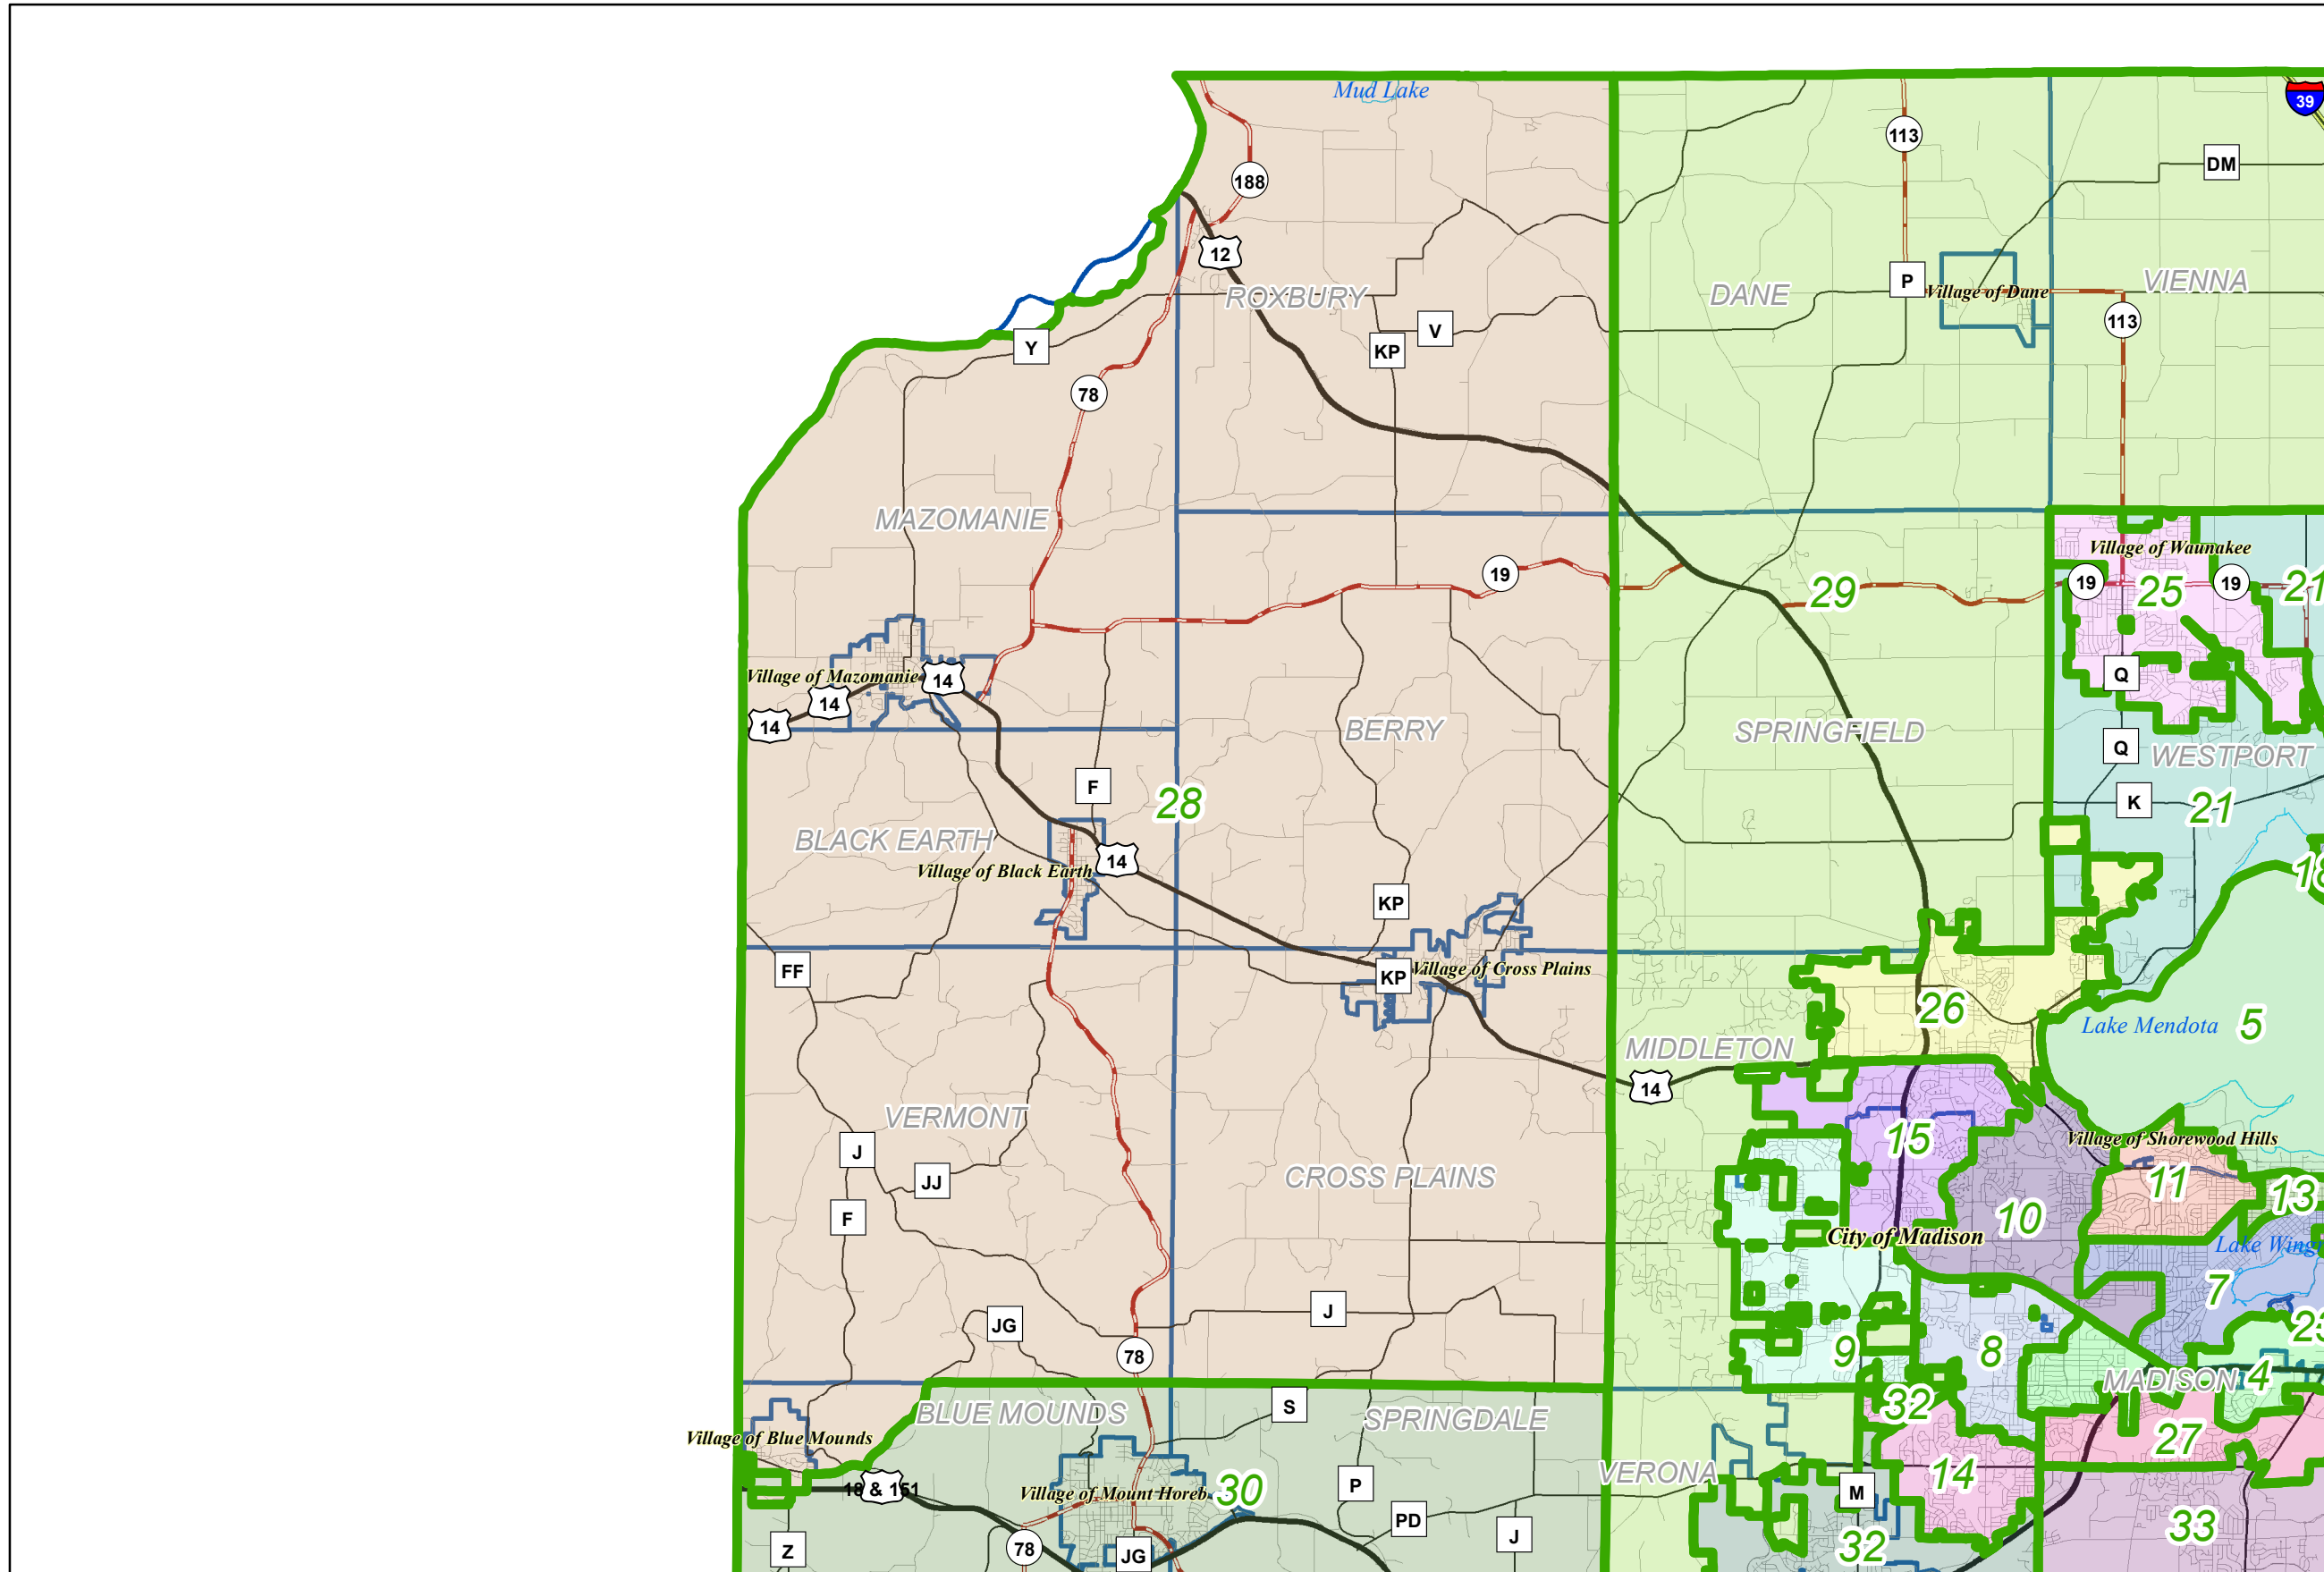 Mud Lake
39
113
DM
188
12
ROXBURY
DANE
P
Village of Dane
VIENNA
113
V
KP
Y
78
MAZOMANIE
Village of Waunakee
19
29
19
25
19
21
Village of Mazomanie
14
14
14
Q
BERRY
SPRINGFIELD
Q
WESTPORT
F
28
K
21
BLACK EARTH
14
Village of Black Earth
18
KP
FF
KP
Village of Cross Plains
26
Lake Mendota
5
MIDDLETON
14
VERMONT
J
JJ
CROSS PLAINS
15
Village of Shorewood Hills
11
13
F
10
City of Madison
7
J
JG
78
9
8
MADISON
4
BLUE MOUNDS
S
SPRINGDALE
32
Village of Blue Mounds
27
18 & 151
Village of Mount Horeb
30
P
VERONA
14
M
PD
J
33
Z
78
JG
32